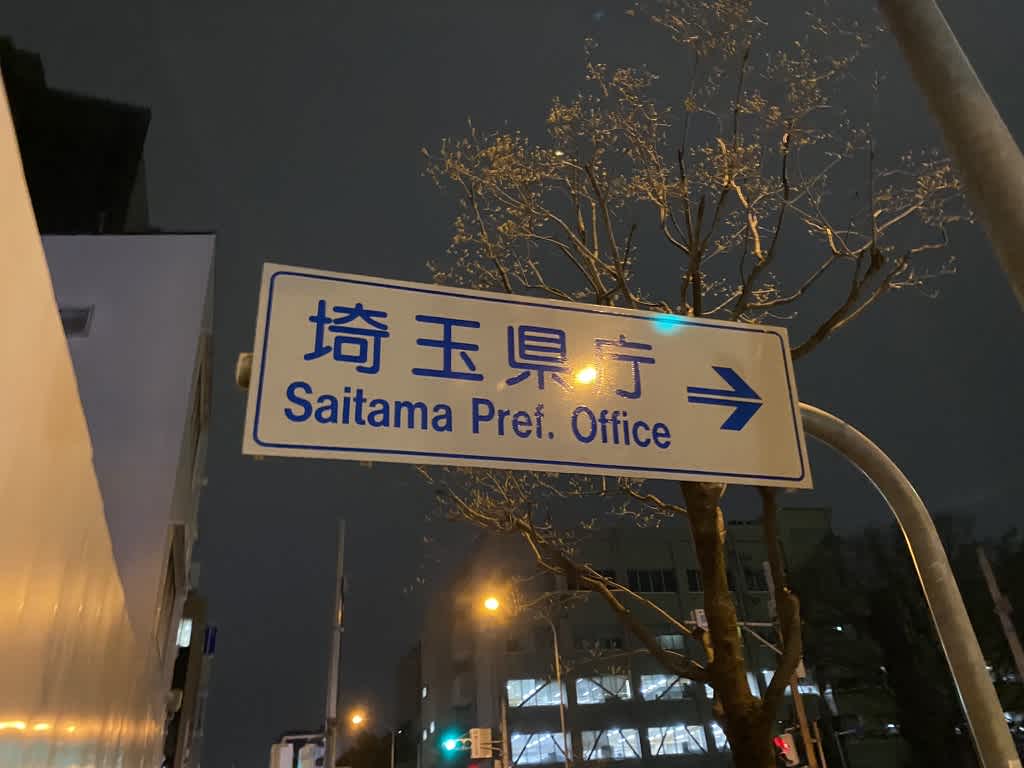 埼玉県庁
Saitama Pref. Office